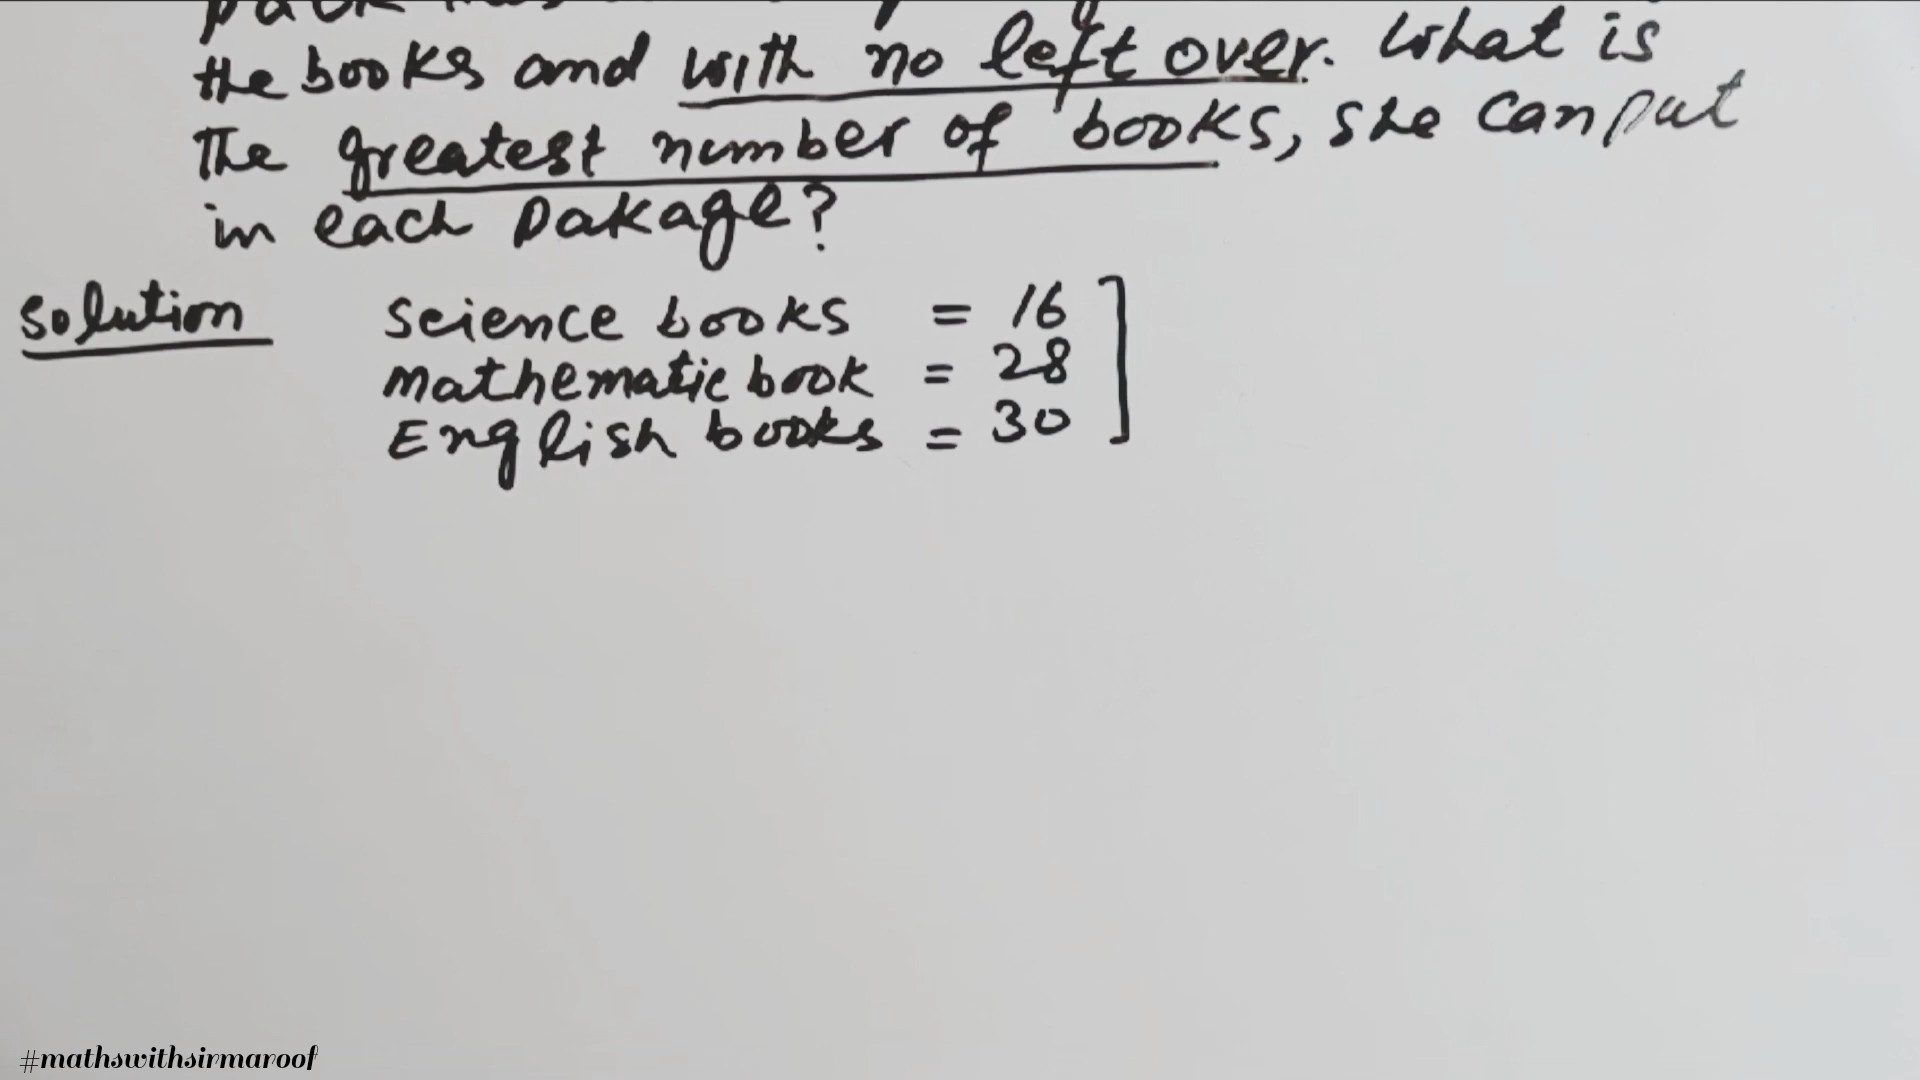 the books and with no left over. What is
The greatest number of books, she can put
in each Pakage?
Solution Science books = 16
mathematic book = 28
English books = 30
#mathswithsirmaroof